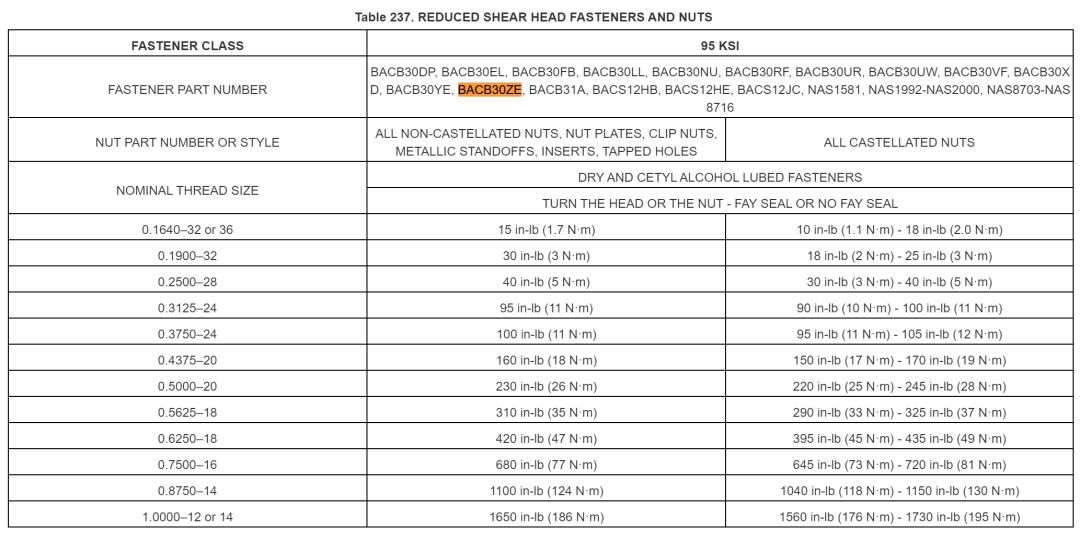 Table 237. REDUCED SHEAR HEAD FASTENERS AND NUTS
FASTENER CLASS 95 KSI
FASTENER PART NUMBER
BACB30DP, BACB30EL, BACB30FB, BACB30LL, BACB30NU, BACB30RF, BACB30UR, BACB30UW, BACB30VF, BACB30X
D, BACB30YE, BACB30ZE, BACB31A, BACS12HB, BACS12HE, BACS12JC, NAS1581, NAS1992-NAS2000, NAS8703-NAS
8716
NUT PART NUMBER OR STYLE
ALL NON-CASTELLATED NUTS, NUT PLATES, CLIP NUTS,
METALLIC STANDOFFS, INSERTS, TAPPED HOLES
ALL CASTELLATED NUTS
NOMINAL THREAD SIZE
DRY AND CETYL ALCOHOL LUBED FASTENERS
TURN THE HEAD OR THE NUT - FAY SEAL OR NO FAY SEAL
0.1640–32 or 36 15 in-lb (1.7 N·m) 10 in-lb (1.1 N·m) - 18 in-lb (2.0 N·m)
0.1900–32 30 in-lb (3 N·m) 18 in-lb (2 N·m) - 25 in-lb (3 N·m)
0.2500–28 40 in-lb (5 N·m) 30 in-lb (3 N·m) - 40 in-lb (5 N·m)
0.3125–24 95 in-lb (11 N·m) 90 in-lb (10 N·m) - 100 in-lb (11 N·m)
0.3750–24 100 in-lb (11 N·m) 95 in-lb (11 N·m) - 105 in-lb (12 N·m)
0.4375–20 160 in-lb (18 N·m) 150 in-lb (17 N·m) - 170 in-lb (19 N·m)
0.5000–20 230 in-lb (26 N·m) 220 in-lb (25 N·m) - 245 in-lb (28 N·m)
0.5625–18 310 in-lb (35 N·m) 290 in-lb (33 N·m) - 325 in-lb (37 N·m)
0.6250–18 420 in-lb (47 N·m) 395 in-lb (45 N·m) - 435 in-lb (49 N·m)
0.7500–16 680 in-lb (77 N·m) 645 in-lb (73 N·m) - 720 in-lb (81 N·m)
0.8750–14 1100 in-lb (124 N·m) 1040 in-lb (118 N·m) - 1150 in-lb (130 N·m)
1.0000–12 or 14 1650 in-lb (186 N·m) 1560 in-lb (176 N·m) - 1730 in-lb (195 N·m)